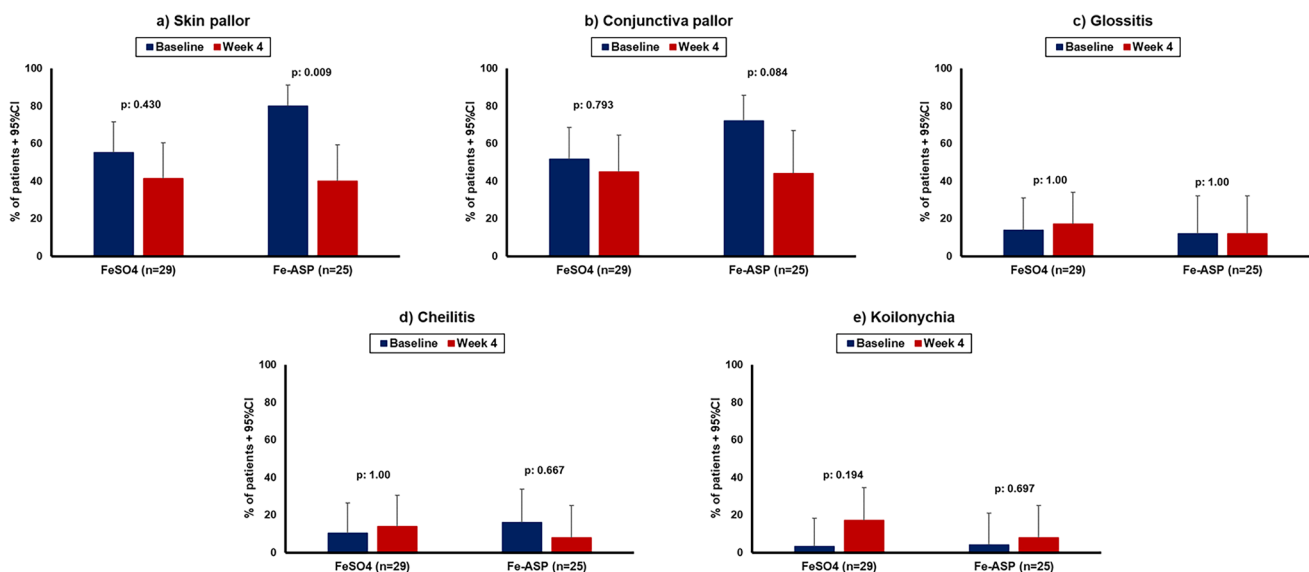 a) Skin pallor
Baseline Week 4
% of patients + 95%CI
100
80
60
40
20
0
p: 0.430
p: 0.009
FeSO4 (n=29)
Fe-ASP (n=25)
b) Conjunctiva pallor
Baseline Week 4
% of patients + 95%CI
100
80
60
40
20
0
p: 0.793
p: 0.084
FeSO4 (n=29)
Fe-ASP (n=25)
c) Glossitis
Baseline Week 4
% of patients + 95%CI
100
80
60
40
20
0
p: 1.00
p: 1.00
FeSO4 (n=29)
Fe-ASP (n=25)
d) Cheilitis
Baseline Week 4
% of patients + 95%CI
100
80
60
40
20
0
p: 1.00
p: 0.667
FeSO4 (n=29)
Fe-ASP (n=25)
e) Koilonychia
Baseline Week 4
% of patients + 95%CI
100
80
60
40
20
0
p: 0.194
p: 0.697
FeSO4 (n=29)
Fe-ASP (n=25)